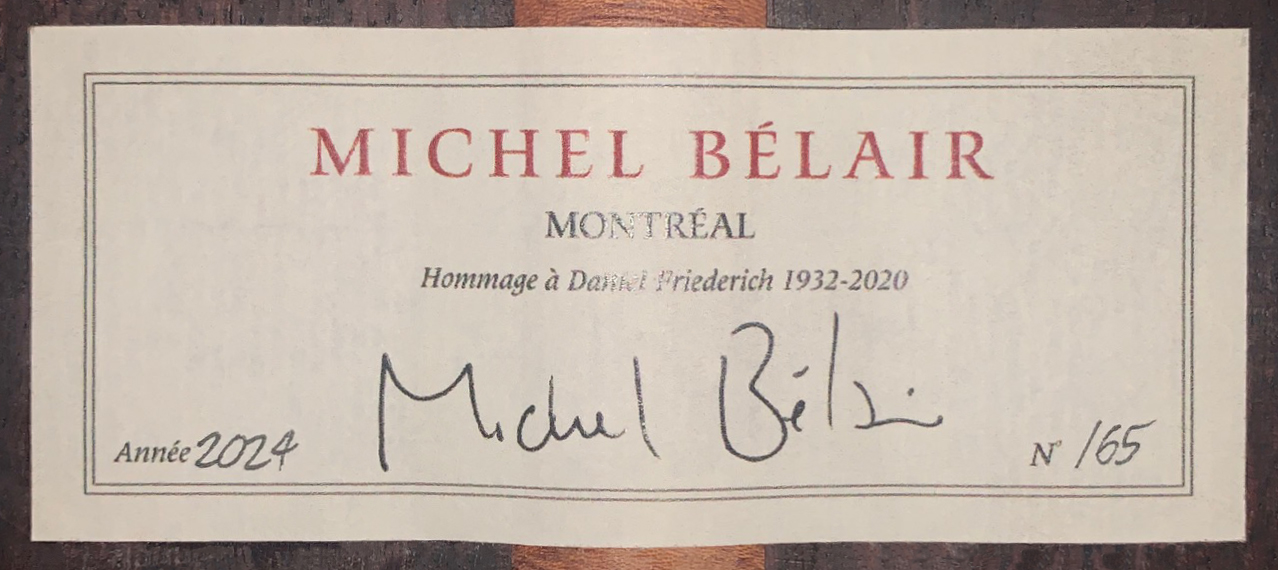 MICHEL BÉLAIR
MONTRÉAL
Hommage à Daniel Friederich 1932-2020
Michel Bélair
Année 2024
N° 165